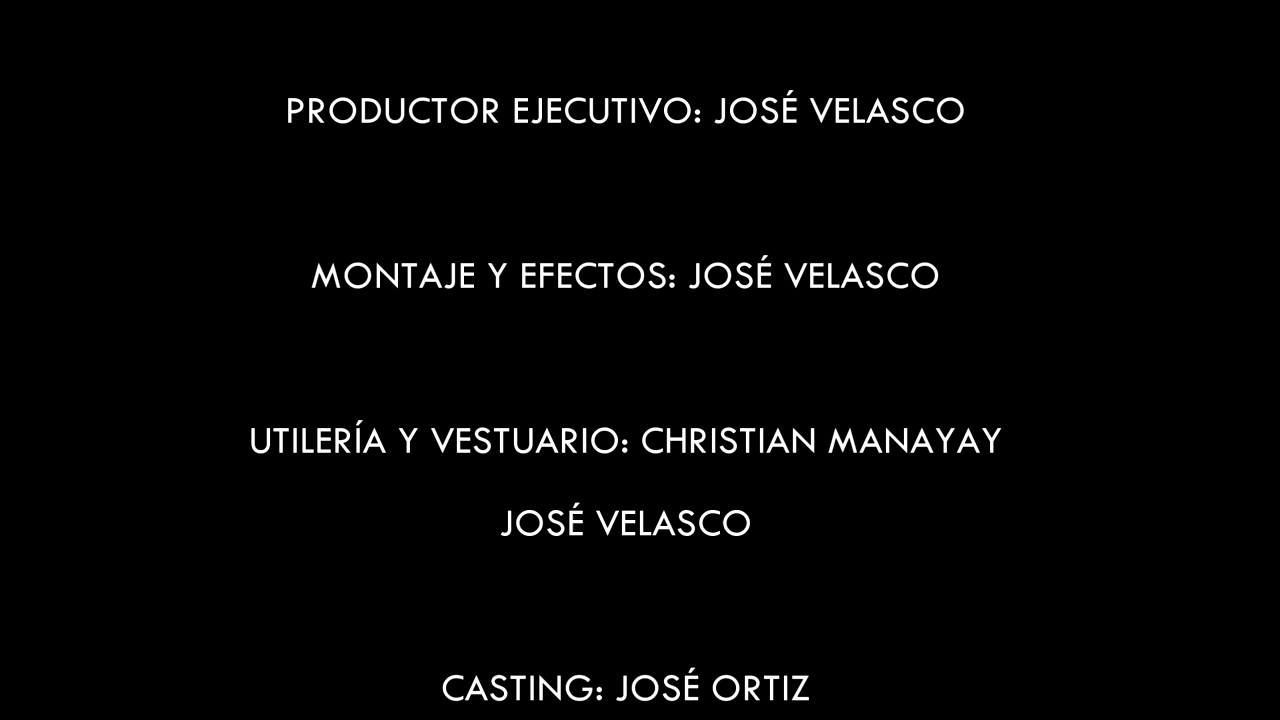 PRODUCTOR EJECUTIVO: JOSÉ VELASCO
MONTAJE Y EFECTOS: JOSÉ VELASCO
UTILERÍA Y VESTUARIO: CHRISTIAN MANAYAY
JOSÉ VELASCO
CASTING: JOSÉ ORTIZ